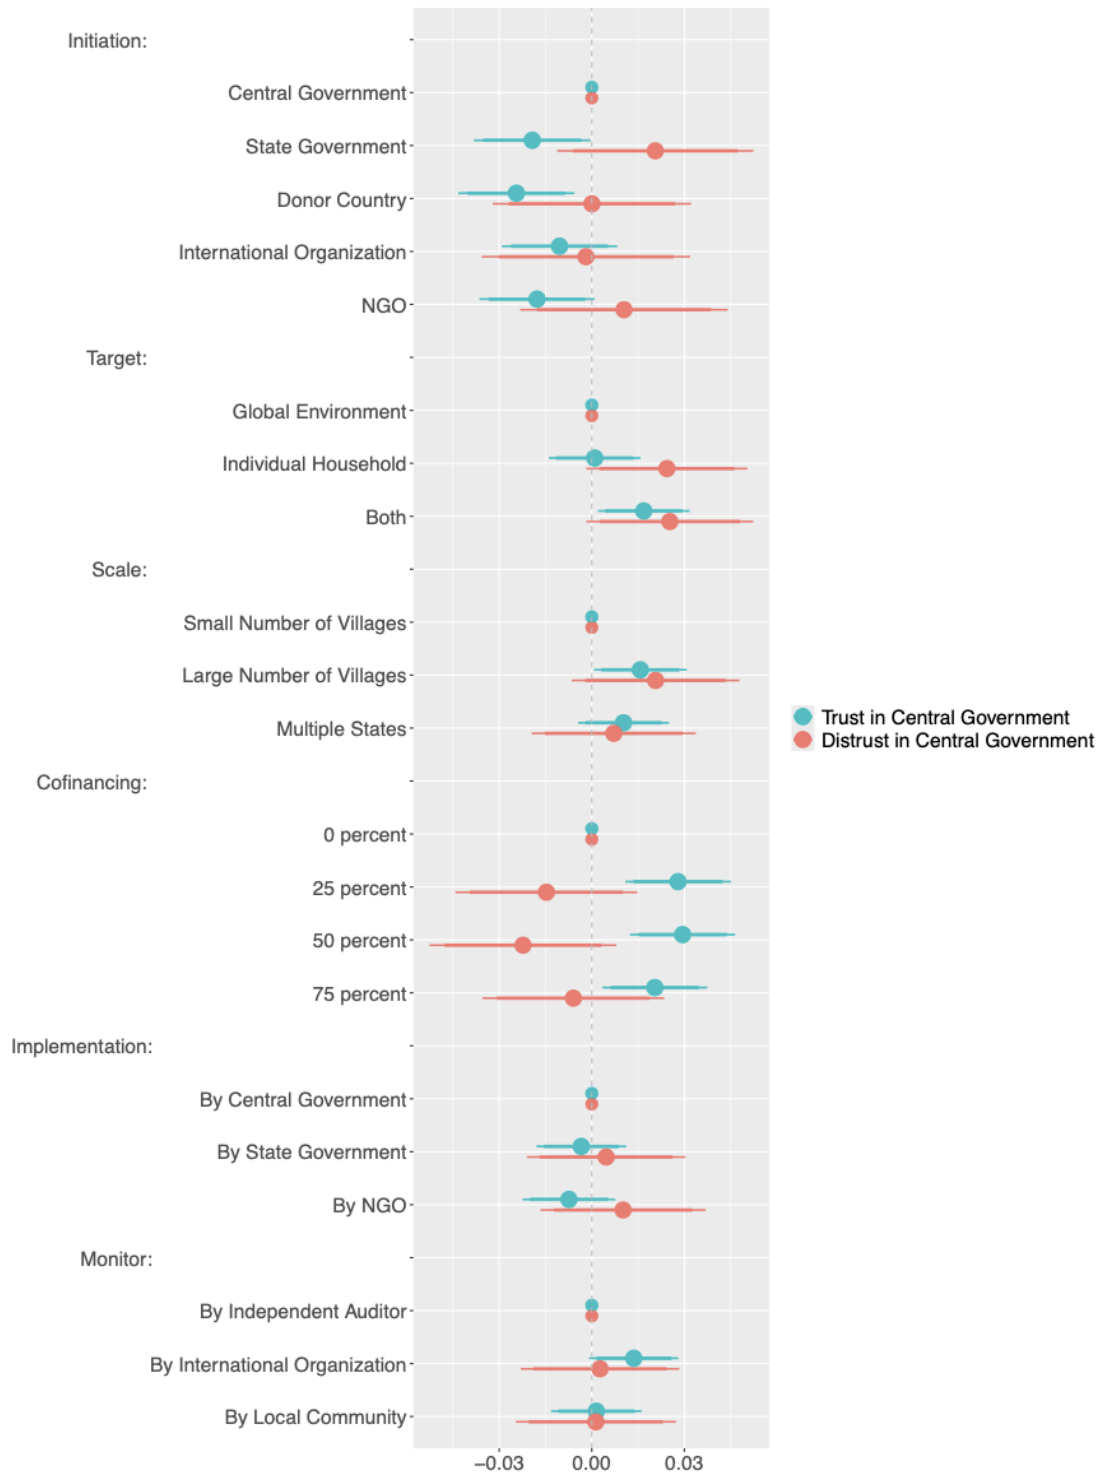 Initiation:
Central Government
State Government
Donor Country
International Organization
NGO
Target:
Global Environment
Individual Household
Both
Scale:
Small Number of Villages
Large Number of Villages
Multiple States
Cofinancing:
0 percent
25 percent
50 percent
75 percent
Implementation:
By Central Government
By State Government
By NGO
Monitor:
By Independent Auditor
By International Organization
By Local Community
−0.03 0.00 0.03
Trust in Central Government
Distrust in Central Government